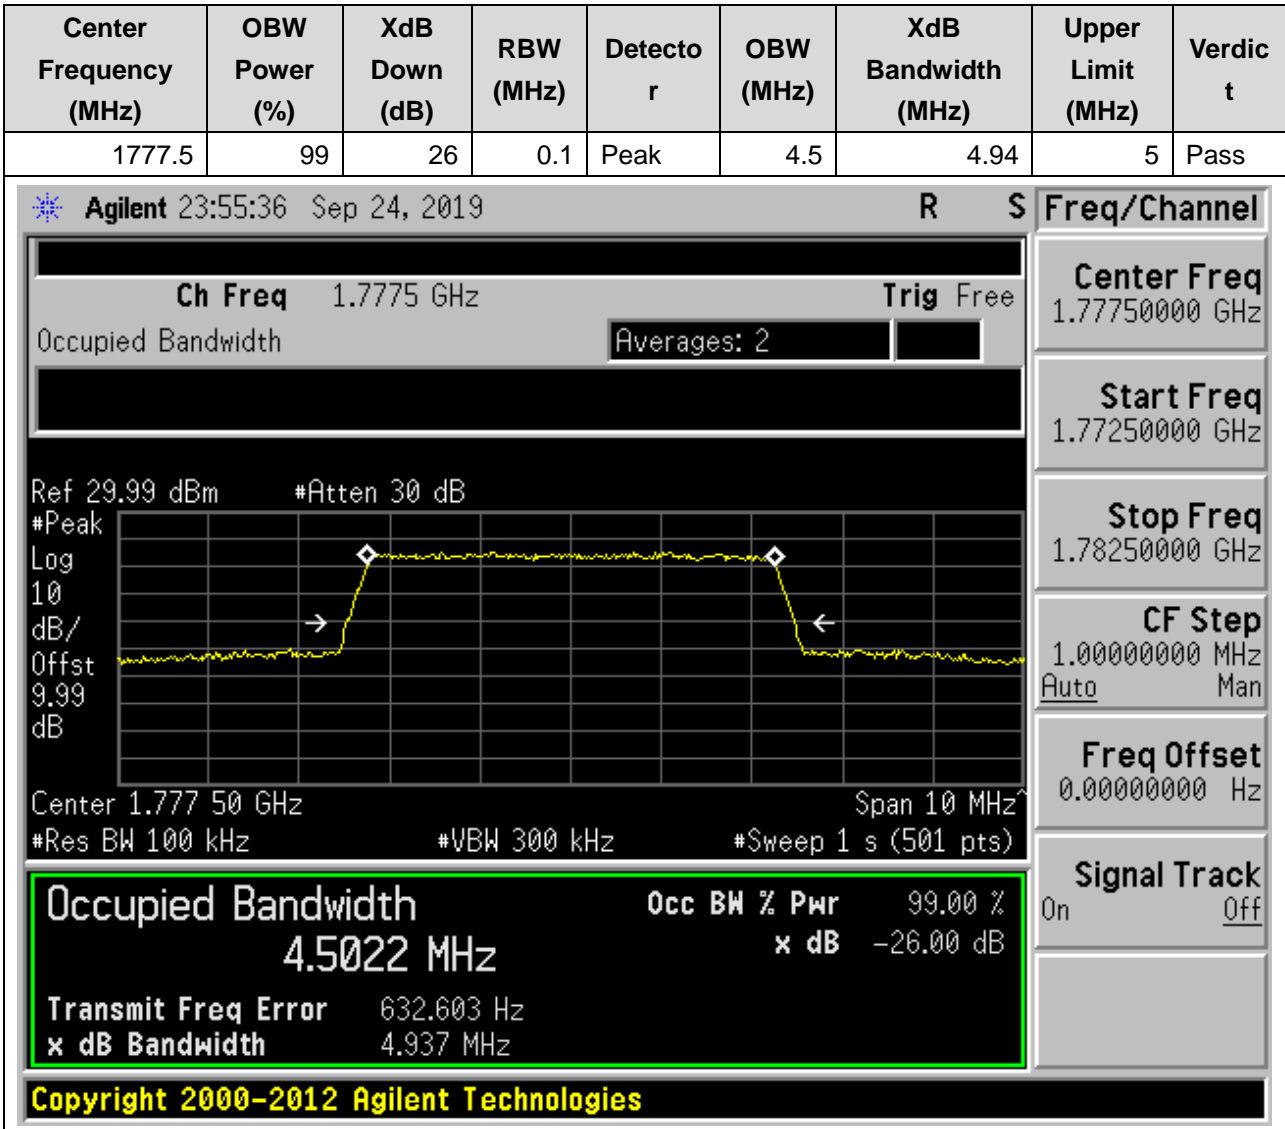 Center Frequency (MHz) OBW Power (%) XdB Down (dB) RBW (MHz) Detecto r OBW (MHz) XdB Bandwidth (MHz) Upper Limit (MHz) Verdic t
1777.5 99 26 0.1 Peak 4.5 4.94 5 Pass
Agilent 23:55:36 Sep 24, 2019 R S Freq/Channel
Ch Freq 1.7775 GHz Trig Free
Occupied Bandwidth Averages: 2
Center Freq
1.77750000 GHz
Start Freq
1.77250000 GHz
Stop Freq
1.78250000 GHz
CF Step
1.00000000 MHz
Auto Man
Freq Offset
0.00000000 Hz
Signal Track
On Off
Ref 29.99 dBm #Atten 30 dB
#Peak
Log
10
dB/
Offst
9.99
dB
Center 1.777 50 GHz Span 10 MHz^
#Res BW 100 kHz #VBW 300 kHz #Sweep 1 s (501 pts)
Occupied Bandwidth Occ BW % Pwr 99.00 %
4.5022 MHz x dB -26.00 dB
Transmit Freq Error 632.603 Hz
x dB Bandwidth 4.937 MHz
Copyright 2000-2012 Agilent Technologies